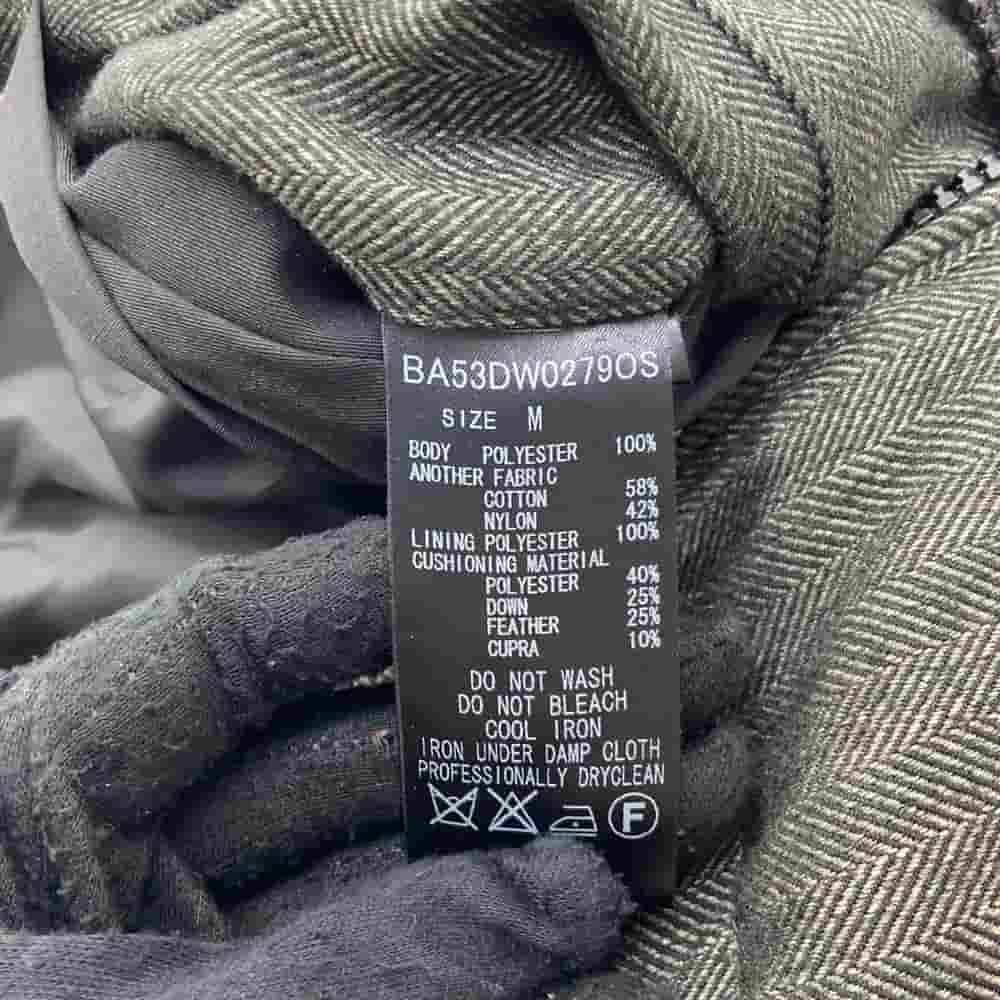 BA53DW0279OS
SIZE M
BODY POLYESTER 100%
ANOTHER FABRIC
COTTON 58%
NYLON 42%
LINING POLYESTER 100%
CUSHIONING MATERIAL
POLYESTER 40%
DOWN 25%
FEATHER 25%
CUPRA 10%
DO NOT WASH
DO NOT BLEACH
COOL IRON
IRON UNDER DAMP CLOTH
PROFESSIONALLY DRYCLEAN
F